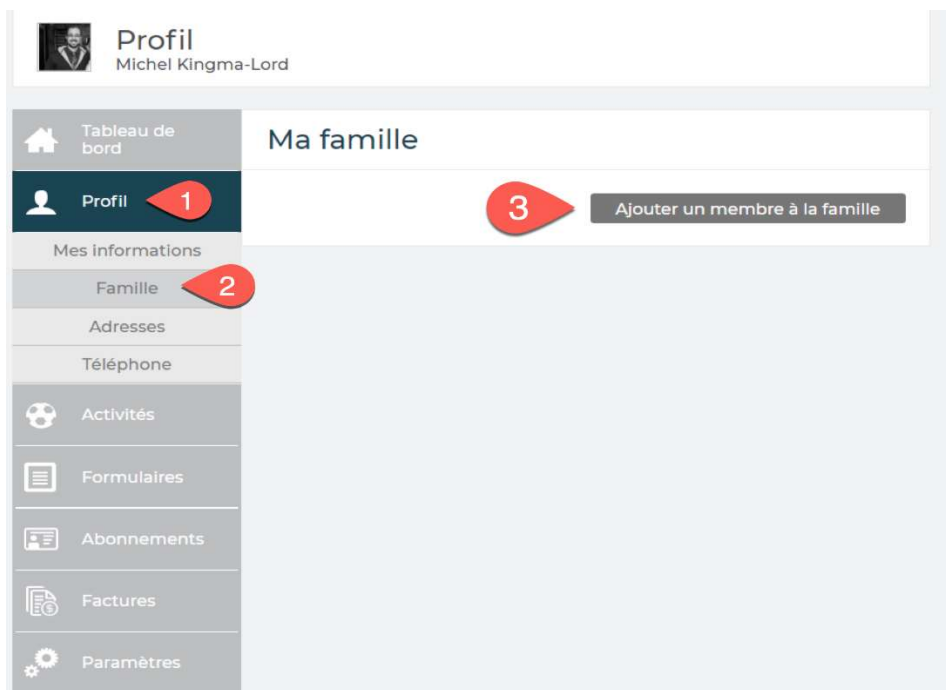 Profil
Michel Kingma-Lord
Tableau de
bord
Profil
1
Mes informations
Famille
2
Adresses
Téléphone
Activités
Formulaires
Abonnements
Factures
Paramètres
Ma famille
3
Ajouter un membre à la famille